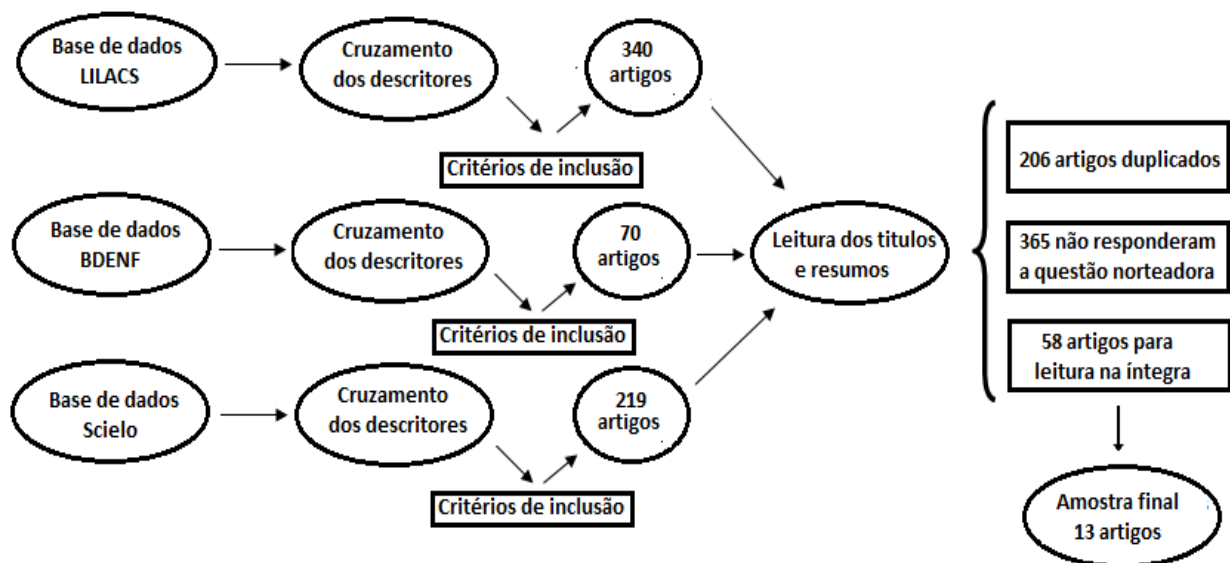 Base de dados
LILACS
Cruzamento
dos descritores
340
artigos
Critérios de inclusão
Base de dados
BDENF
Cruzamento
dos descritores
70
artigos
Critérios de inclusão
Base de dados
Scielo
Cruzamento
dos descritores
219
artigos
Critérios de inclusão
Leitura dos titulos
e resumos
206 artigos duplicados
365 não responderam
a questão norteadora
58 artigos para
leitura na íntegra
Amostra final
13 artigos